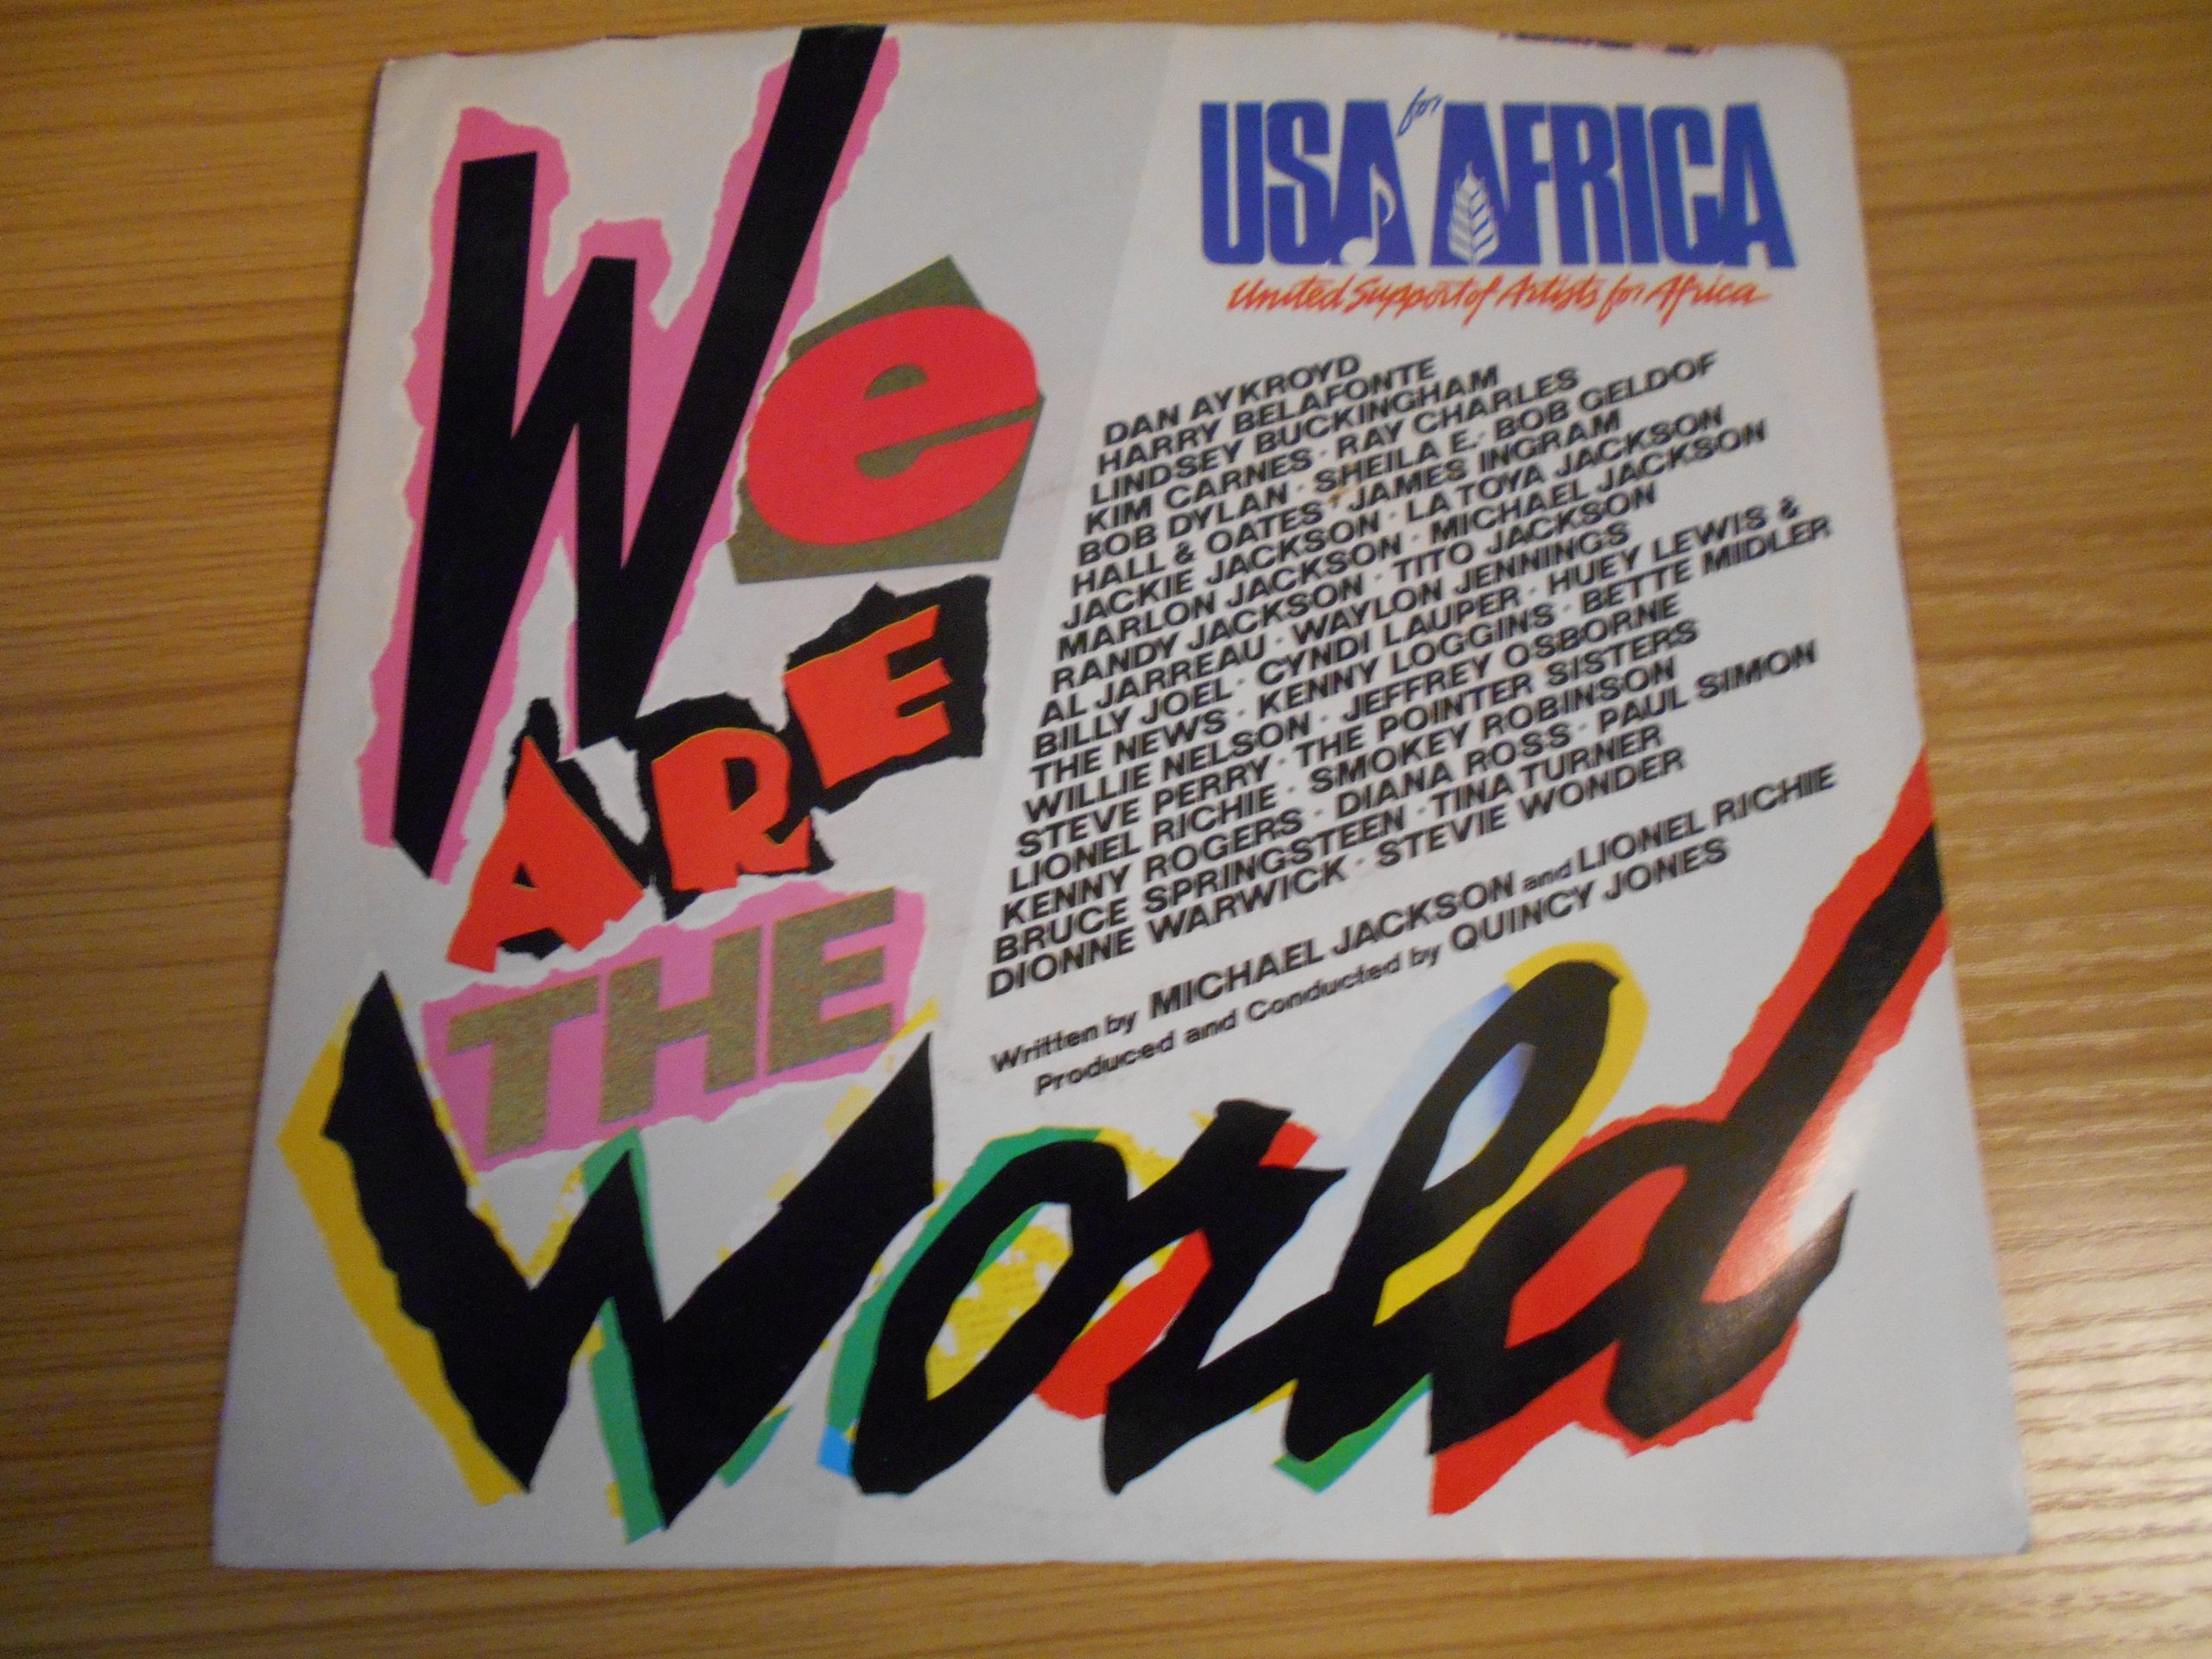 We
ARE
THE
World
USA for AFRICA
United Support of Artists for Africa
DAN AYKROYD
HARRY BELAFONTE
LINDSEY BUCKINGHAM
KIM CARNES · RAY CHARLES
BOB DYLAN · SHEILA E. · BOB GELDOF
HALL & OATES · JAMES INGRAM
JACKIE JACKSON · LA TOYA JACKSON
MARLON JACKSON · MICHAEL JACKSON
RANDY JACKSON · TITO JACKSON
AL JARREAU · WAYLON JENNINGS
BILLY JOEL · CYNDI LAUPER · HUEY LEWIS &
THE NEWS · KENNY LOGGINS · BETTE MIDLER
WILLIE NELSON · JEFFREY OSBORNE
STEVE PERRY · THE POINTER SISTERS
LIONEL RICHIE · SMOKEY ROBINSON
KENNY ROGERS · DIANA ROSS · PAUL SIMON
BRUCE SPRINGSTEEN · TINA TURNER
DIONNE WARWICK · STEVIE WONDER
Written by MICHAEL JACKSON and LIONEL RICHIE
Produced and Conducted by QUINCY JONES